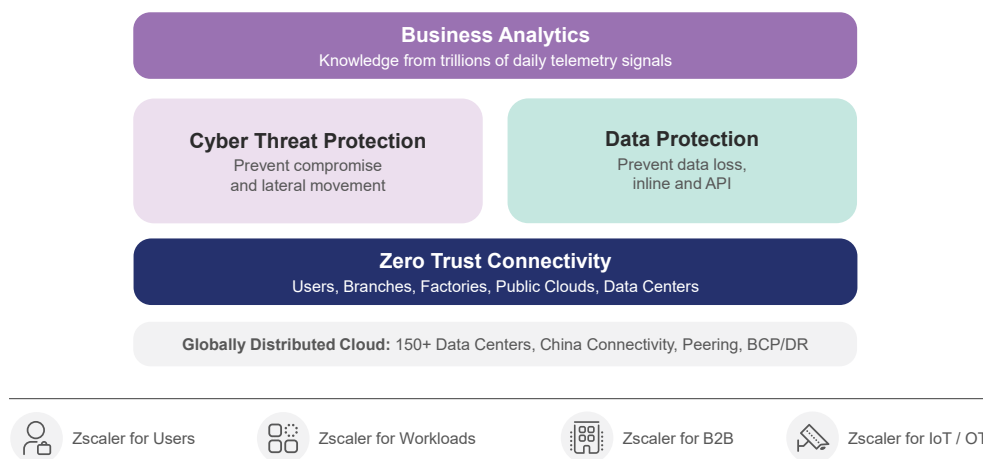 Business Analytics
Knowledge from trillions of daily telemetry signals
Cyber Threat Protection
Prevent compromise
and lateral movement
Data Protection
Prevent data loss,
inline and API
Zero Trust Connectivity
Users, Branches, Factories, Public Clouds, Data Centers
Globally Distributed Cloud: 150+ Data Centers, China Connectivity, Peering, BCP/DR
Zscaler for Users
Zscaler for Workloads
Zscaler for B2B
Zscaler for IoT / OT